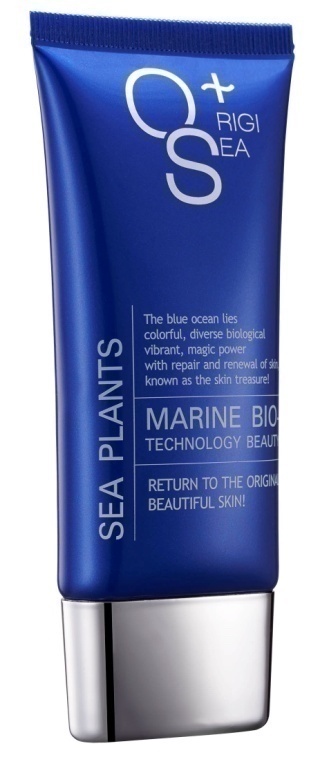 O+RIGI
SEA
SEA PLANTS
The blue ocean lies
colorful, diverse biological
vibrant, magic power
with repair and renewal of skin,
known as the skin treasure!
MARINE BIO-
TECHNOLOGY BEAUTY
RETURN TO THE ORIGINAL
BEAUTIFUL SKIN!